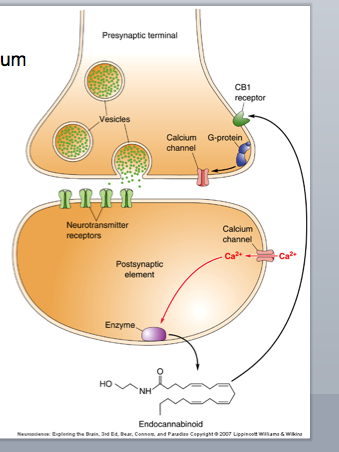 um
Presynaptic terminal
CB1
receptor
Vesicles
Calcium
channel
G-protein
Neurotransmitter
receptors
Calcium
channel
Postsynaptic
element
Ca²⁺
Ca²⁺
Enzyme
O
HO
NH
Endocannabinoid
Neuroscience: Exploring the Brain, 3rd Ed, Bear, Connors, and Paradiso Copyright © 2007 Lippincott Williams & Wilkins